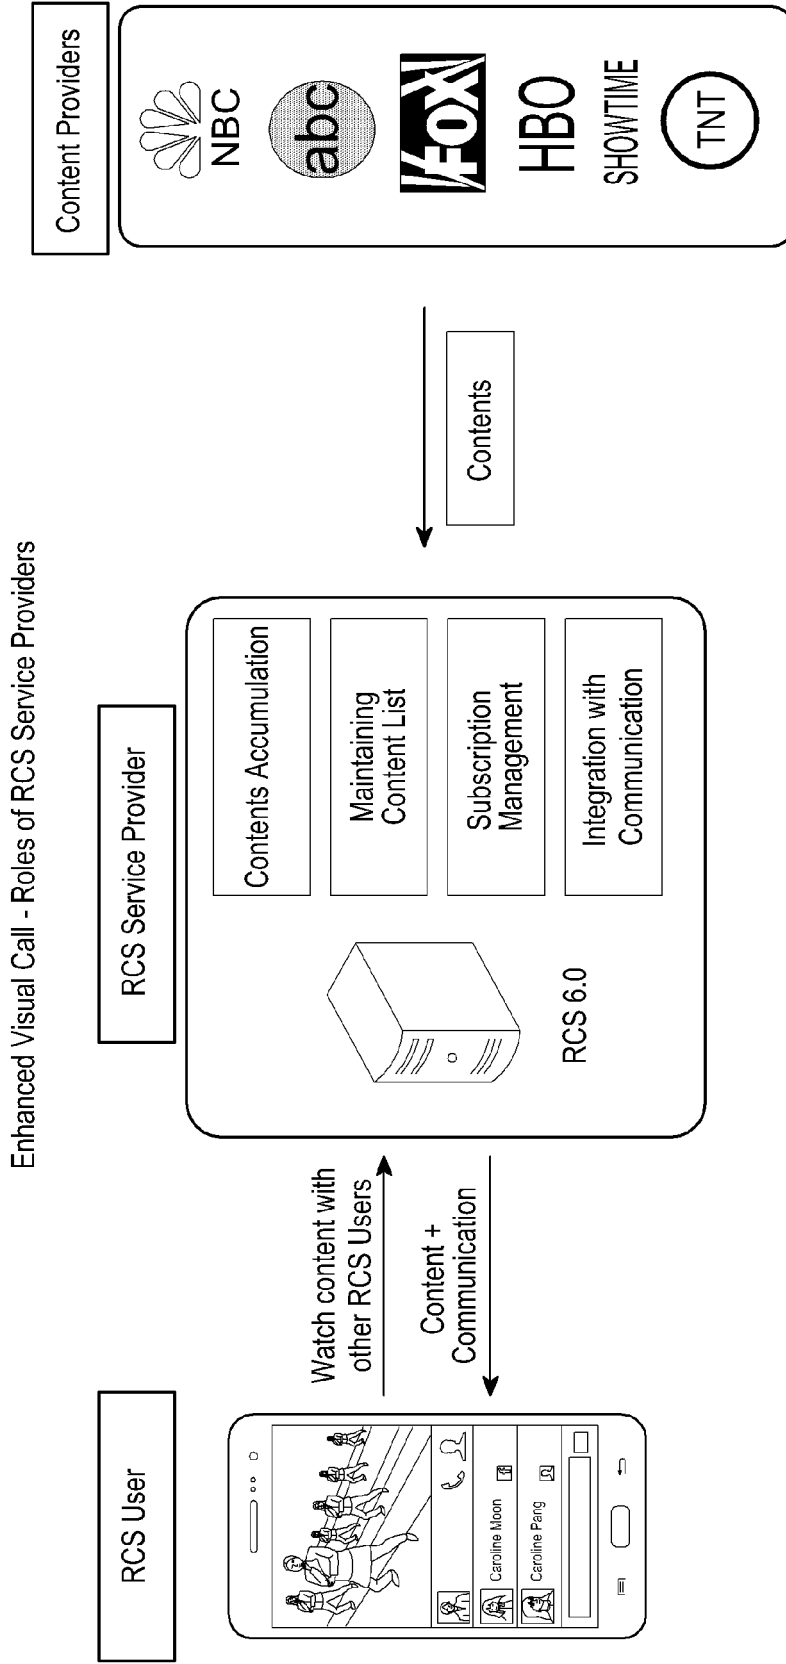 Enhanced Visual Call - Roles of RCS Service Providers
RCS User
Caroline Moon
f
Caroline Pang
Watch content with
other RCS Users
Content +
Communication
RCS Service Provider
RCS 6.0
Contents Accumulation
Maintaining
Content List
Subscription
Management
Integration with
Communication
Contents
Content Providers
NBC
abc
FOX
HBO
SHOWTIME
TNT